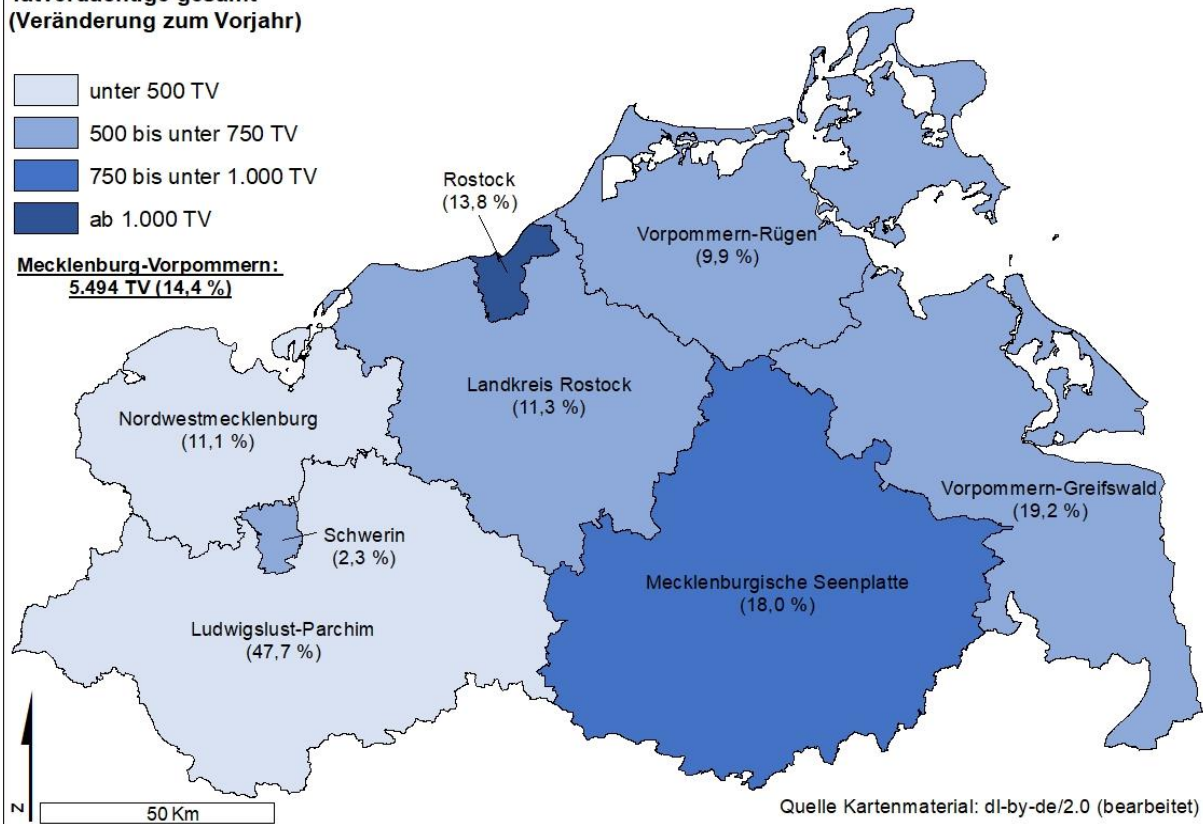 (Veränderung zum Vorjahr)
unter 500 TV
500 bis unter 750 TV
750 bis unter 1.000 TV
ab 1.000 TV
Mecklenburg-Vorpommern:
5.494 TV (14,4 %)
Rostock
(13,8 %)
Vorpommern-Rügen
(9,9 %)
Landkreis Rostock
(11,3 %)
Nordwestmecklenburg
(11,1 %)
Schwerin
(2,3 %)
Vorpommern-Greifswald
(19,2 %)
Mecklenburgische Seenplatte
(18,0 %)
Ludwigslust-Parchim
(47,7 %)
N
50 Km
Quelle Kartenmaterial: dl-by-de/2.0 (bearbeitet)